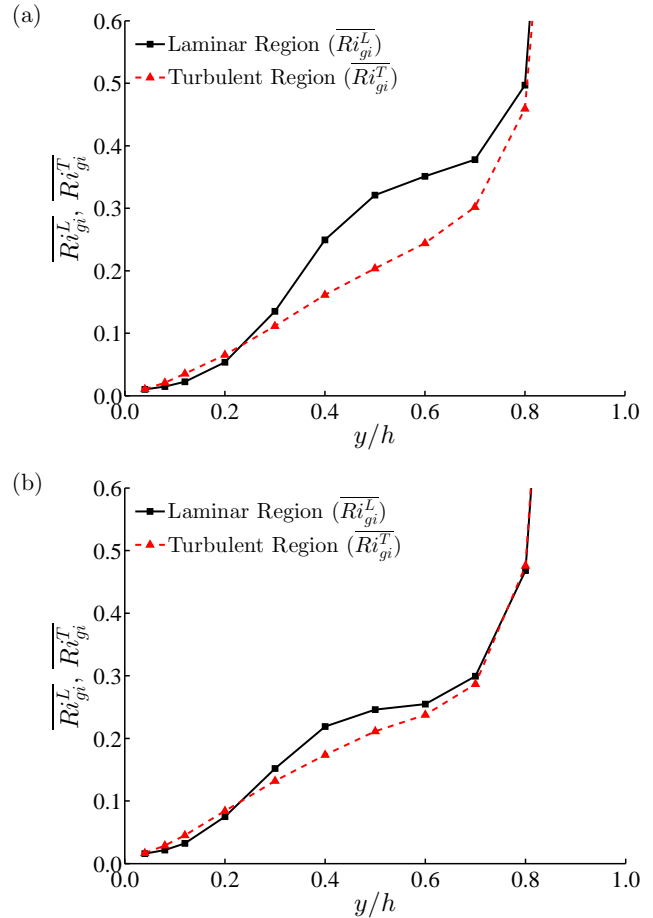 (a)
0.6
Laminar Region ($\overline{Ri_{gi}^{L}}$)
Turbulent Region ($\overline{Ri_{gi}^{T}}$)
0.5
0.4
$\overline{Ri_{gi}^{L}}$, $\overline{Ri_{gi}^{T}}$
0.3
0.2
0.1
0.0
0.0 0.2 0.4 0.6 0.8 1.0
y/h
(b)
0.6
Laminar Region ($\overline{Ri_{gi}^{L}}$)
Turbulent Region ($\overline{Ri_{gi}^{T}}$)
0.5
0.4
$\overline{Ri_{gi}^{L}}$, $\overline{Ri_{gi}^{T}}$
0.3
0.2
0.1
0.0
0.0 0.2 0.4 0.6 0.8 1.0
y/h